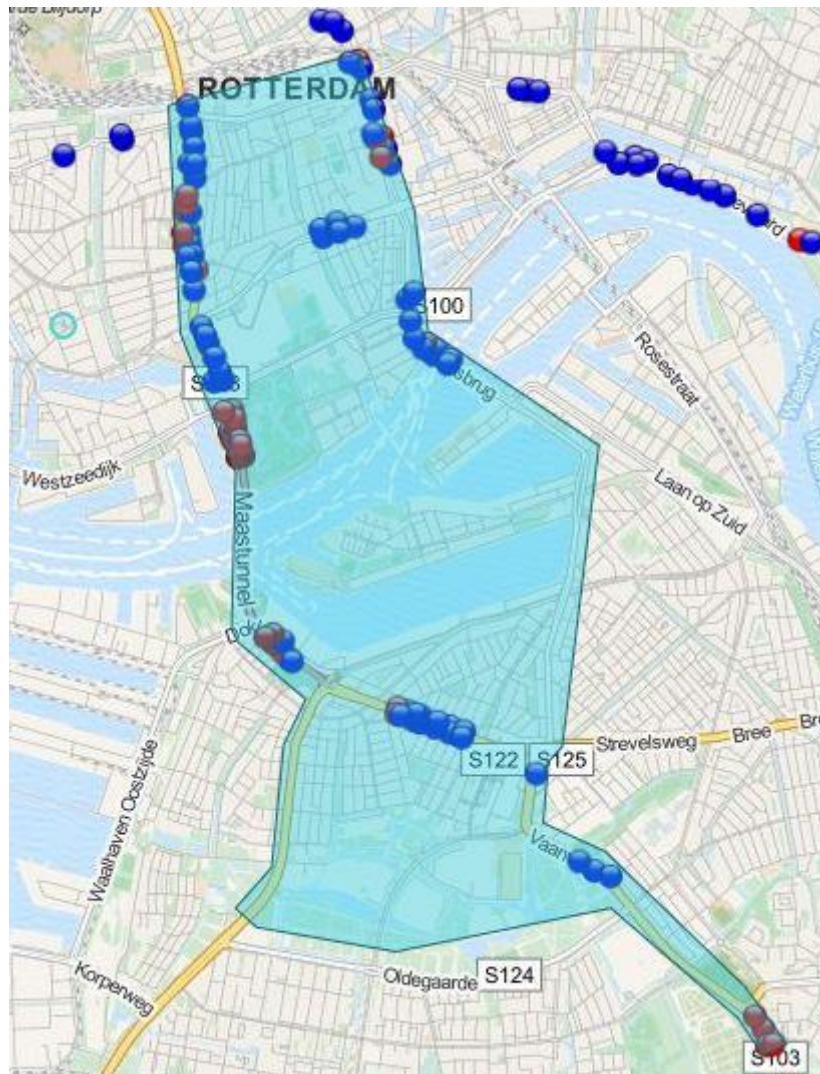 ROTTERDAM
S100
Rosestraat
Westzeedijk
Laan op Zuid
Maastunnel
Strevelsweg
Bree
S122
S125
Waalhaven Oostzijde
Oldegaarde
S124
Korperweg
S103